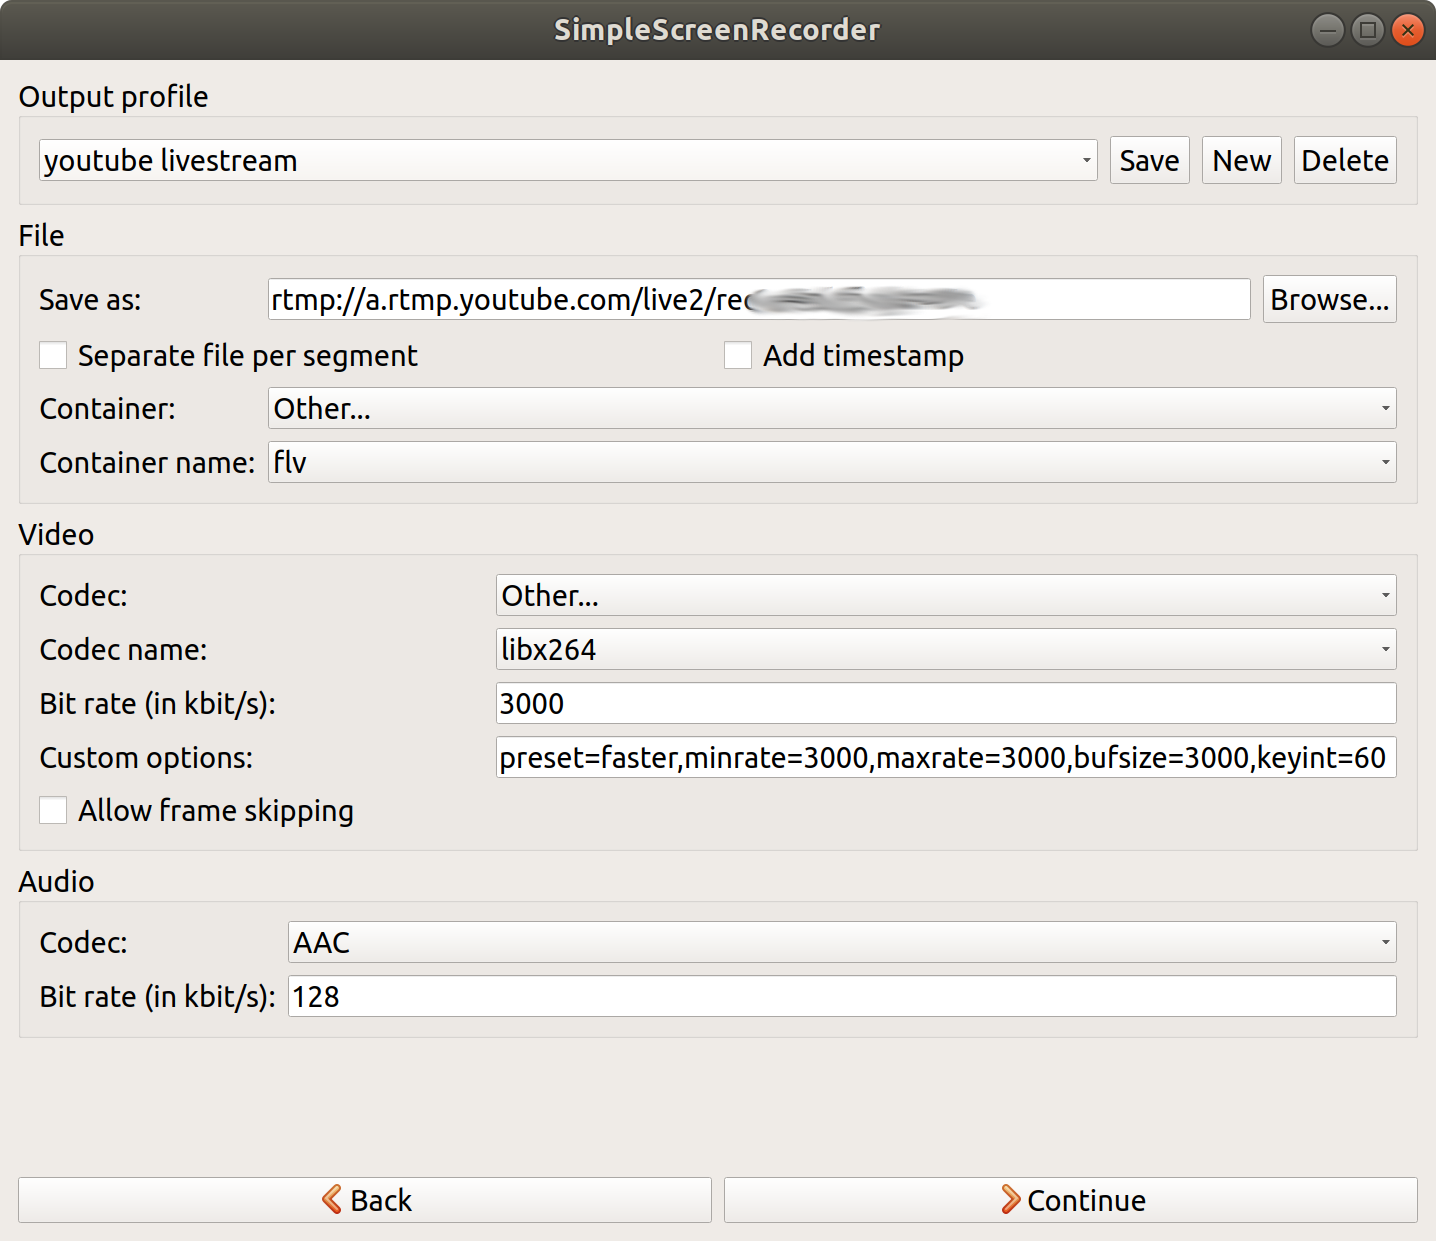 SimpleScreenRecorder
Output profile
youtube livestream Save New Delete
File
Save as: rtmp://a.rtmp.youtube.com/live2/ Browse...
Separate file per segment Add timestamp
Container: Other...
Container name: flv
Video
Codec: Other...
Codec name: libx264
Bit rate (in kbit/s): 3000
Custom options: preset=faster,minrate=3000,maxrate=3000,bufsize=3000,keyint=60
Allow frame skipping
Audio
Codec: AAC
Bit rate (in kbit/s): 128
Back Continue